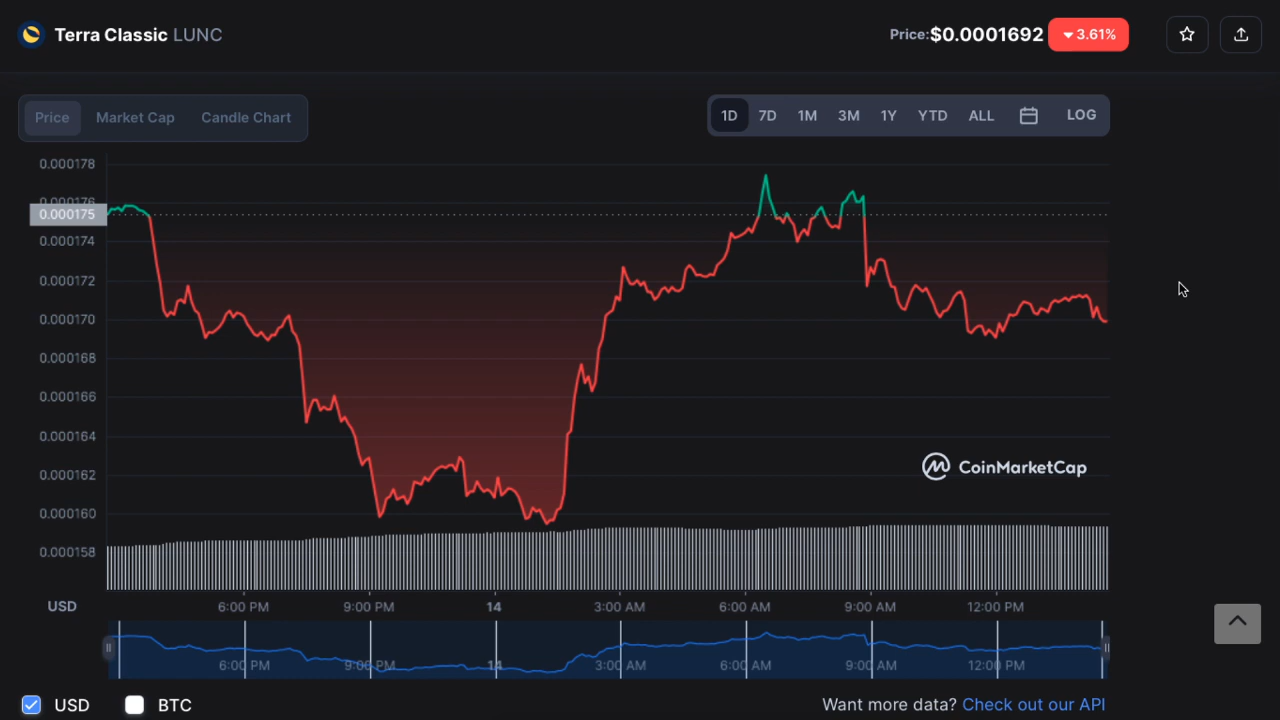 Terra Classic LUNC
Price:$0.0001692 3.61%
Price Market Cap Candle Chart
1D 7D 1M 3M 1Y YTD ALL LOG
0.000178
0.000176
0.000175
0.000174
0.000172
0.000170
0.000168
0.000166
0.000164
0.000162
0.000160
0.000158
CoinMarketCap
USD 6:00 PM 9:00 PM 14 3:00 AM 6:00 AM 9:00 AM 12:00 PM
6:00 PM 9:00 PM 14 3:00 AM 6:00 AM 9:00 AM 12:00 PM
USD BTC
Want more data? Check out our API